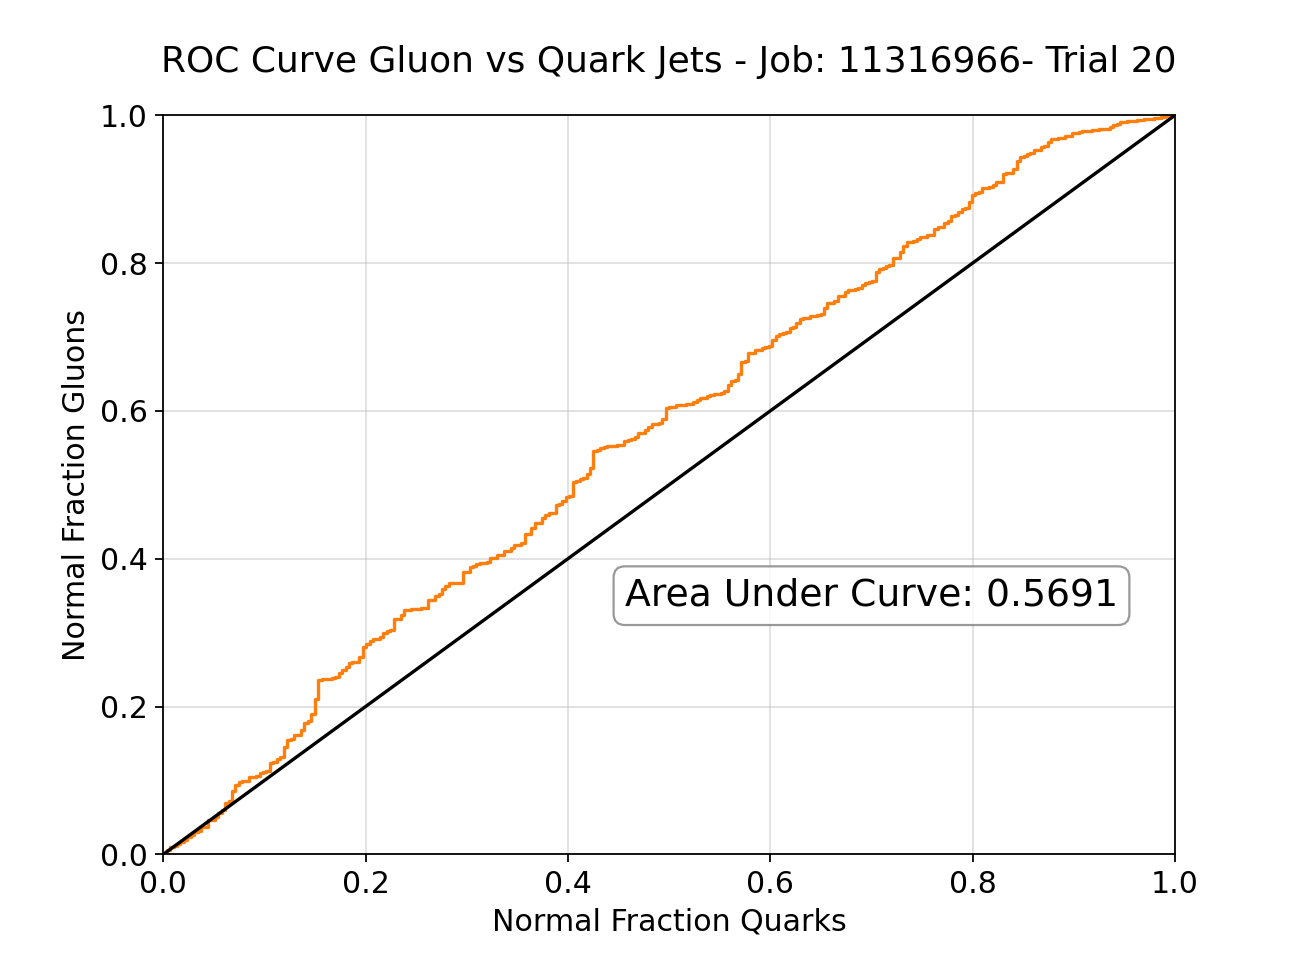 ROC Curve Gluon vs Quark Jets - Job: 11316966- Trial 20
1.0
0.8
0.6
0.4
0.2
0.0
Normal Fraction Gluons
Area Under Curve: 0.5691
0.0 0.2 0.4 0.6 0.8 1.0
Normal Fraction Quarks